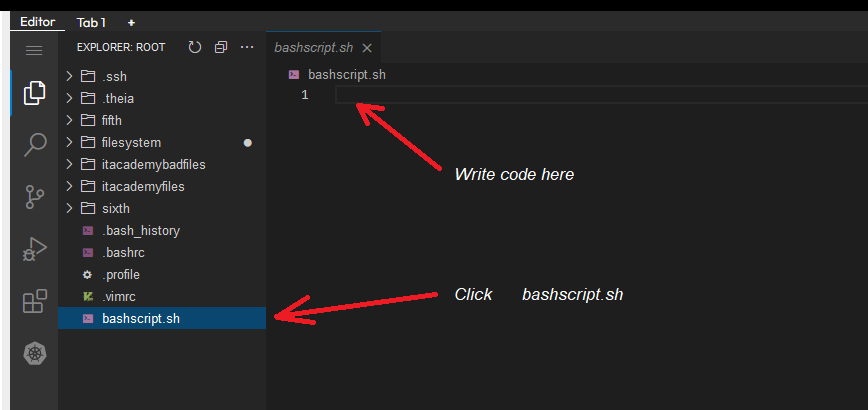 Editor Tab 1 +
EXPLORER: ROOT
bashscript.sh
.ssh
bashscript.sh
.theia
1
fifth
filesystem
itacademybadfiles
itacademyfiles
Write code here
sixth
.bash_history
.bashrc
.profile
.vimrc
Click bashscript.sh
bashscript.sh